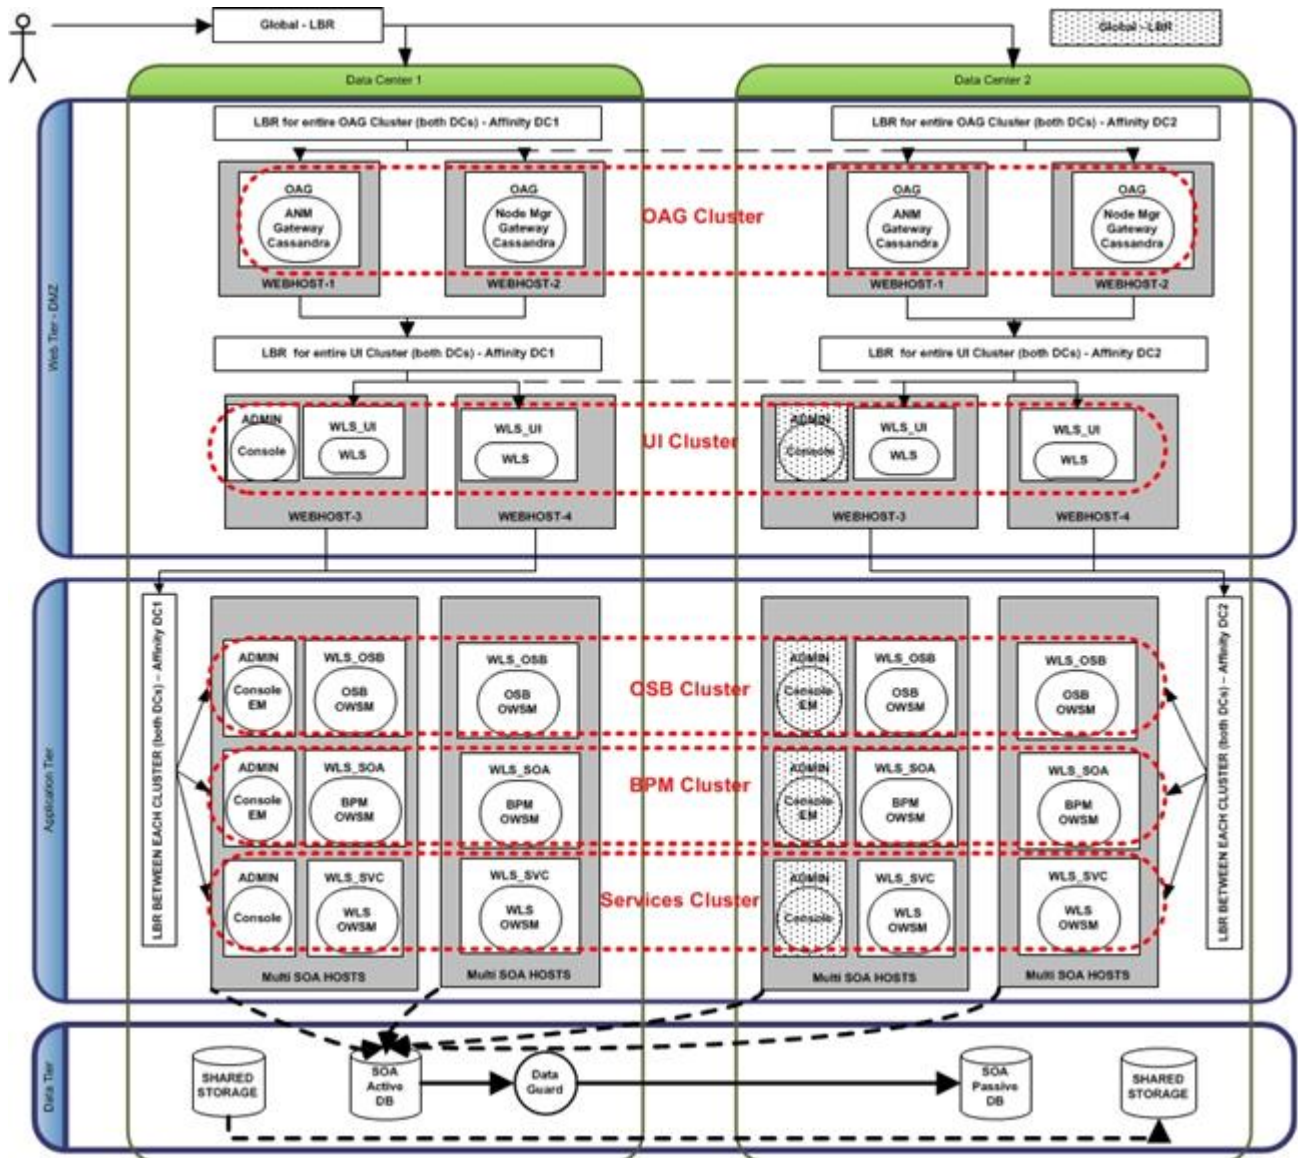 Global - LBR
Global - LBR
Data Center 1
Data Center 2
Web Tier - DMZ
LBR for entire OAG Cluster (both DCs) - Affinity DC1
LBR for entire OAG Cluster (both DCs) - Affinity DC2
OAG
ANM
Gateway
Cassandra
WEBHOST-1
OAG
Node Mgr
Gateway
Cassandra
WEBHOST-2
OAG Cluster
OAG
ANM
Gateway
Cassandra
WEBHOST-1
OAG
Node Mgr
Gateway
Cassandra
WEBHOST-2
LBR for entire UI Cluster (both DCs) - Affinity DC1
LBR for entire UI Cluster (both DCs) - Affinity DC2
ADMIN
Console
WLS_UI
WLS
WEBHOST-3
WLS_UI
WLS
WEBHOST-4
UI Cluster
ADMIN
Console
WLS_UI
WLS
WEBHOST-3
WLS_UI
WLS
WEBHOST-4
Application Tier
LBR BETWEEN EACH CLUSTER (both DCs) – Affinity DC1
ADMIN
Console
EM
WLS_OSB
OSB
OWSM
WLS_OSB
OSB
OWSM
OSB Cluster
ADMIN
Console
EM
WLS_OSB
OSB
OWSM
WLS_OSB
OSB
OWSM
ADMIN
Console
EM
WLS_SOA
BPM
OWSM
WLS_SOA
BPM
OWSM
BPM Cluster
ADMIN
Console
EM
WLS_SOA
BPM
OWSM
WLS_SOA
BPM
OWSM
ADMIN
Console
WLS_SVC
WLS
OWSM
WLS_SVC
WLS
OWSM
Services Cluster
ADMIN
Console
WLS_SVC
WLS
OWSM
WLS_SVC
WLS
OWSM
Multi SOA HOSTS
Multi SOA HOSTS
Multi SOA HOSTS
Multi SOA HOSTS
LBR BETWEEN EACH CLUSTER (both DCs) – Affinity DC2
Data Tier
SHARED
STORAGE
SOA
Active
DB
Data
Guard
SOA
Passive
DB
SHARED
STORAGE